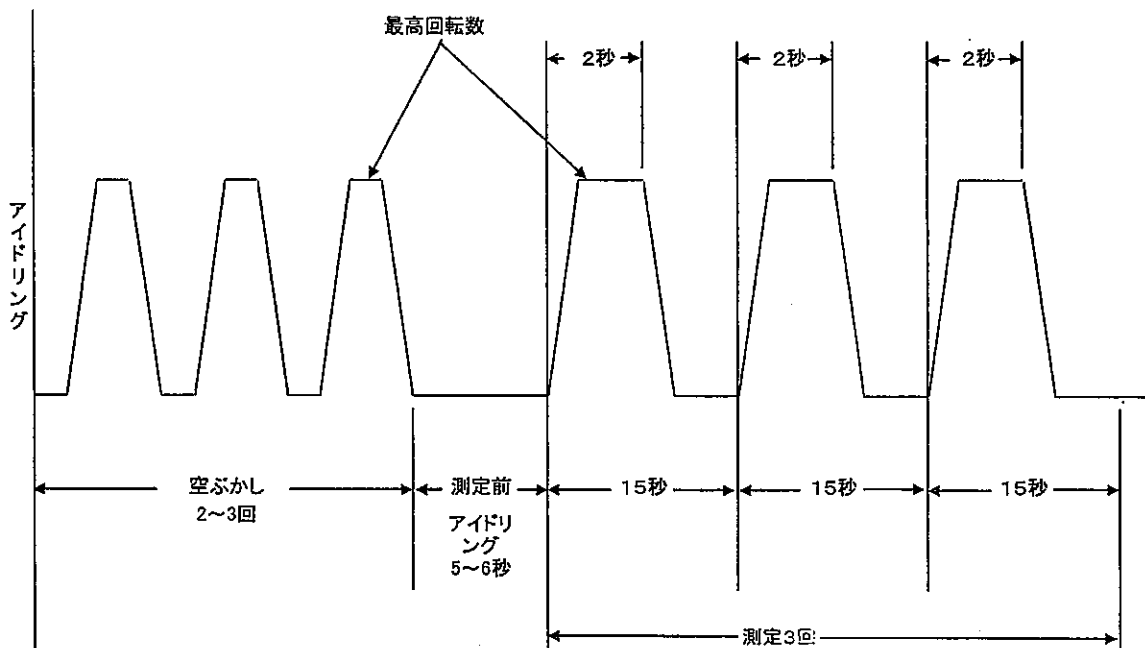 最高回転数
2秒
2秒
2秒
アイドリング
空ぶかし
2～3回
測定前
アイドリ
ング
5～6秒
15秒
15秒
15秒
測定3回